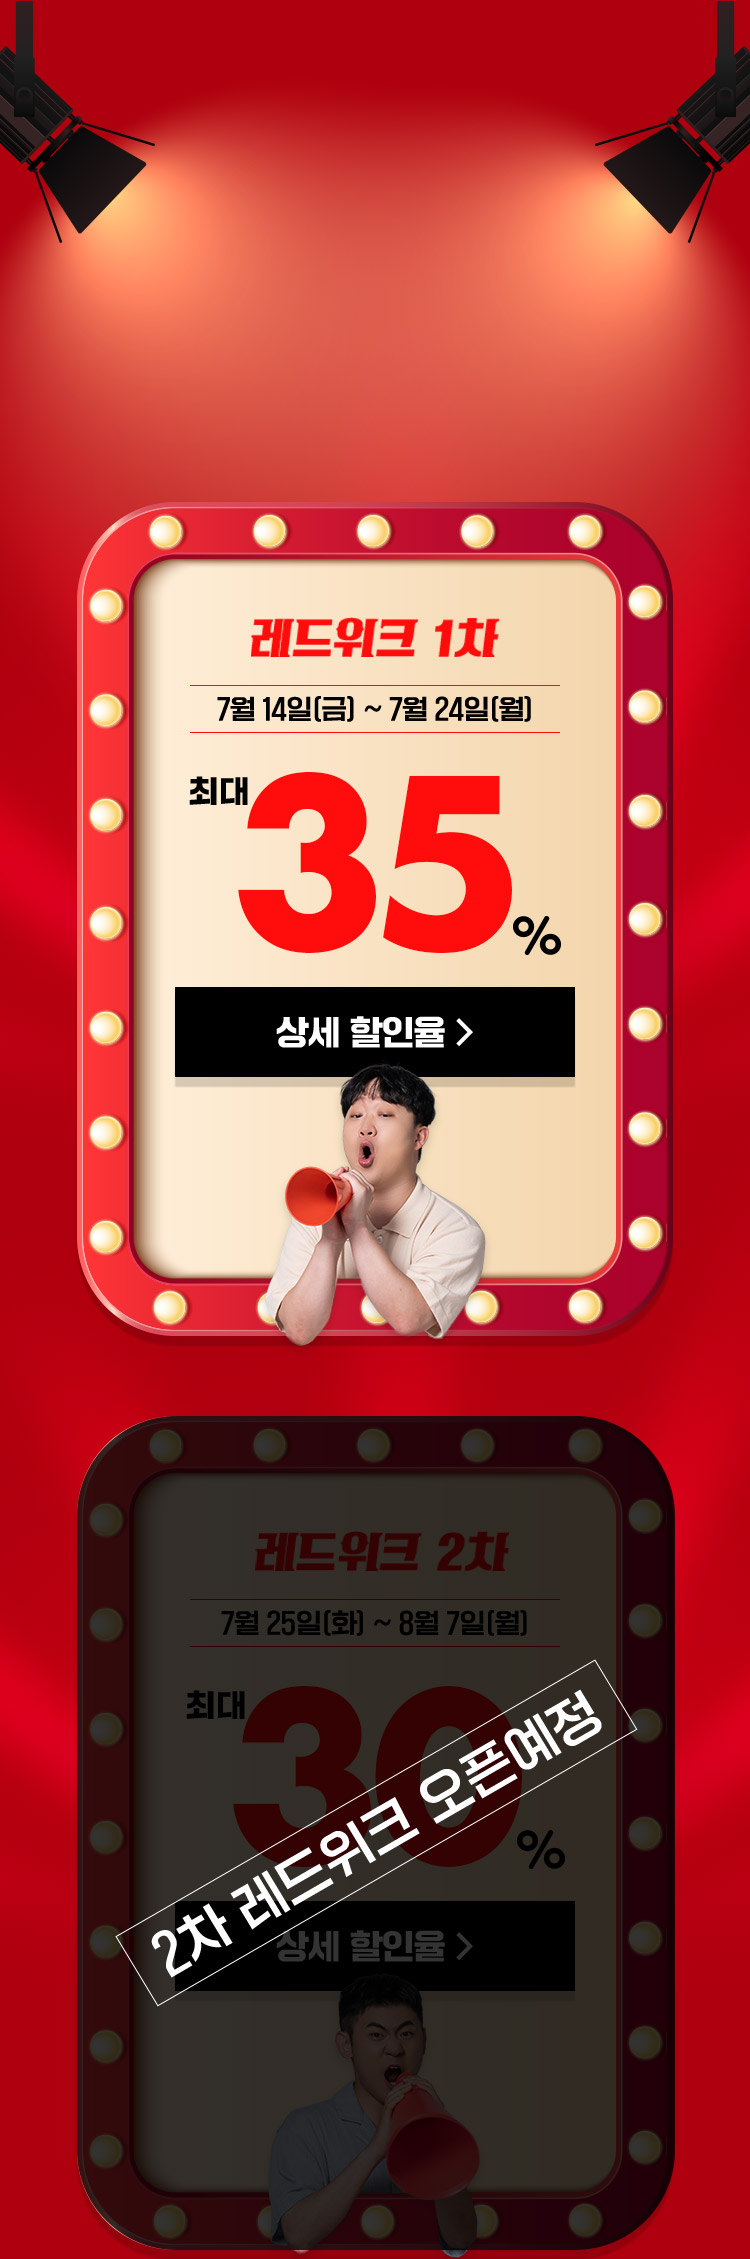 레드위크 1차
7월 14일(금) ~ 7월 24일(월)
최대
35%
상세 할인율 >
레드위크 2차
7월 25일(화) ~ 8월 7일(월)
최대
30%
2차 레드위크 오픈예정
상세 할인율 >